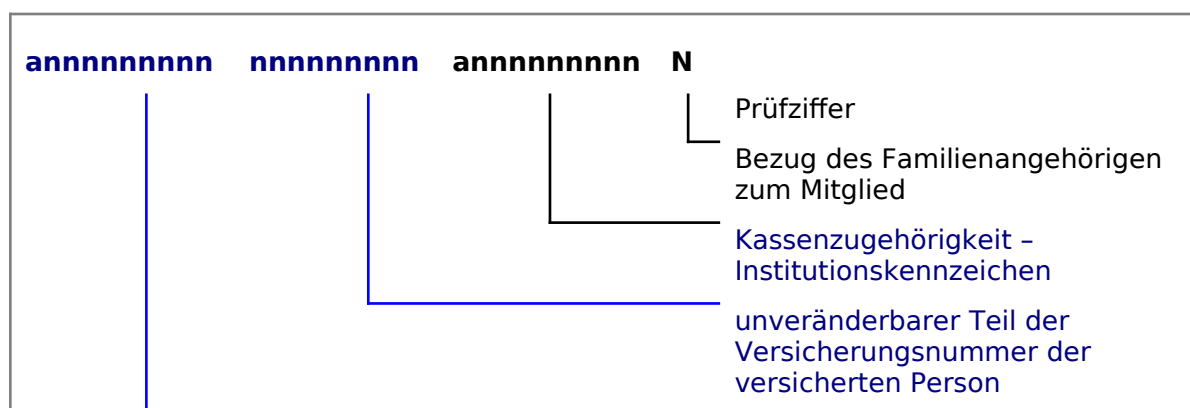 annnnnnnnn nnnnnnnnn annnnnnnnn N
Prüfziffer
Bezug des Familienangehörigen
zum Mitglied
Kassenzugehörigkeit –
Institutionskennzeichen
unveränderbarer Teil der
Versicherungsnummer der
versicherten Person